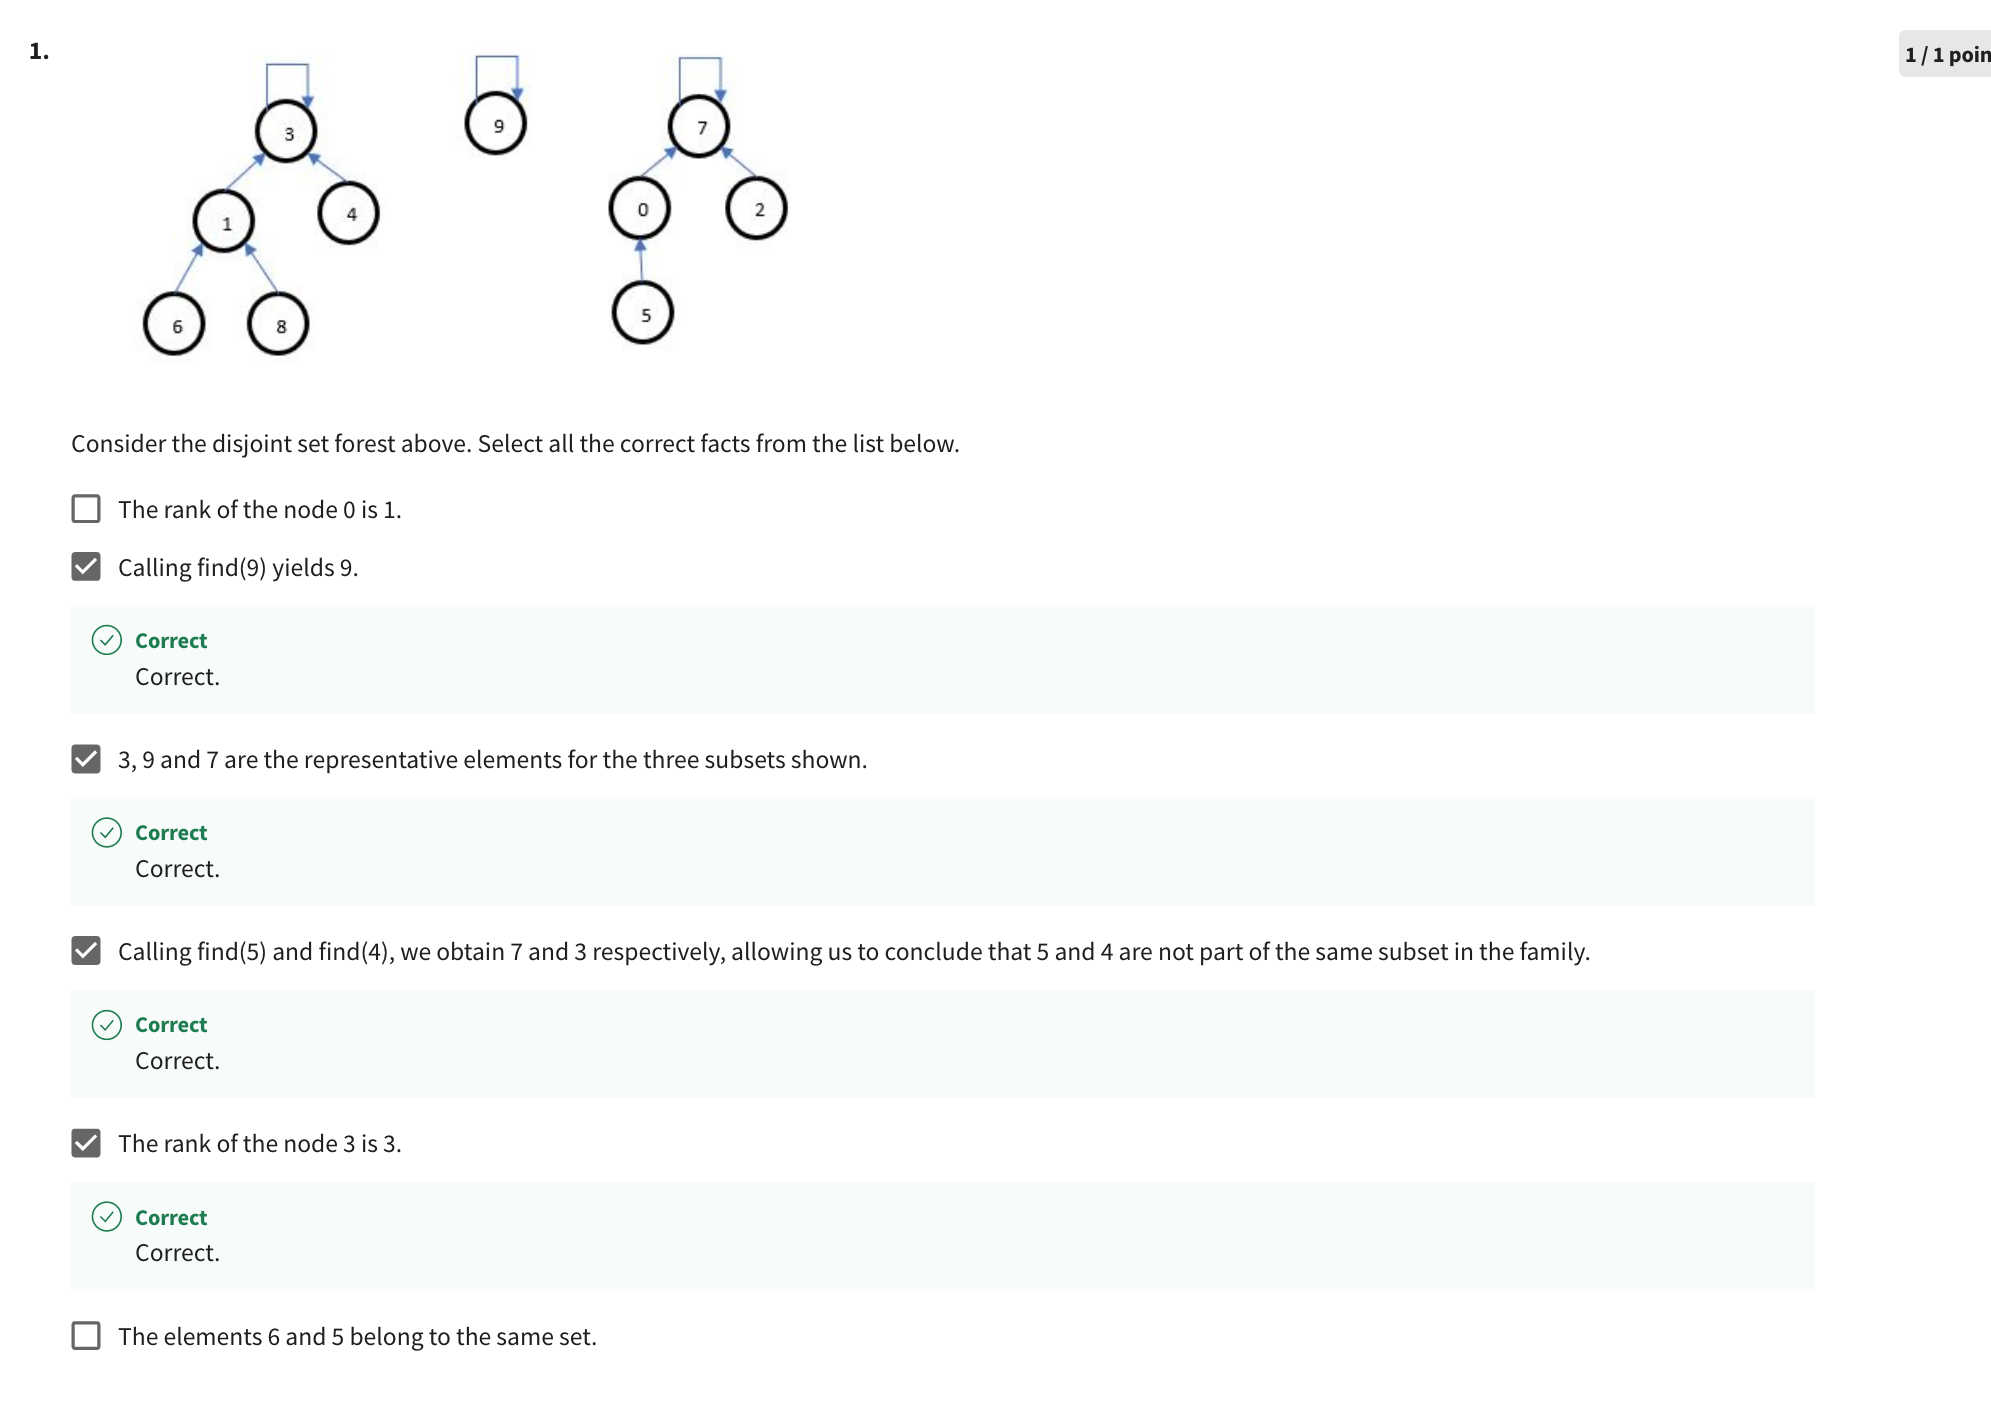 1.
1 / 1 poin
3
9
7
1
4
0
2
6
8
5
Consider the disjoint set forest above. Select all the correct facts from the list below.
The rank of the node 0 is 1.
Calling find(9) yields 9.
Correct
Correct.
3, 9 and 7 are the representative elements for the three subsets shown.
Correct
Correct.
Calling find(5) and find(4), we obtain 7 and 3 respectively, allowing us to conclude that 5 and 4 are not part of the same subset in the family.
Correct
Correct.
The rank of the node 3 is 3.
Correct
Correct.
The elements 6 and 5 belong to the same set.